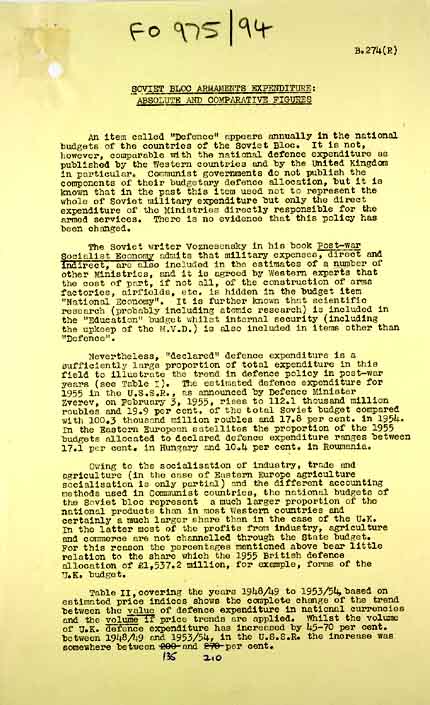 FO 975/94
B.274(R)
SOVIET BLOC ARMAMENTS EXPENDITURE:
ABSOLUTE AND COMPARATIVE FIGURES
An item called "Defence" appears annually in the national
budgets of the countries of the Soviet Bloc. It is not,
however, comparable with the national defence expenditure as
published by the Western countries and by the United Kingdom
in particular. Communist governments do not publish the
components of their budgetary defence allocation, but it is
known that in the past this item used not to represent the
whole of Soviet military expenditure but only the direct
expenditure of the Ministries directly responsible for the
armed services. There is no evidence that this policy has
been changed.
The Soviet writer Voznesensky in his book Post-War
Socialist Economy admits that military expenses, direct and
indirect, are also included in the estimates of a number of
other Ministries, and it is agreed by Western experts that
the cost of part, if not all, of the construction of arms
factories, airfields, etc. is hidden in the budget item
"National Economy". It is further known that scientific
research (probably including atomic research) is included in
the "Education" budget whilst internal security (including
the upkeep of the M.V.D.) is also included in items other than
"Defence".
Nevertheless, "declared" defence expenditure is a
sufficiently large proportion of total expenditure in this
field to illustrate the trend in defence policy in post-war
years (see Table I). The estimated defence expenditure for
1955 in the U.S.S.R., as announced by Defence Minister
Zverev, on February 3, 1955, rises to 112.1 thousand million
roubles and 19.9 per cent. of the total Soviet budget compared
with 100.3 thousand million roubles and 17.8 per cent. in 1954.
In the Eastern European satellites the proportion of the 1955
budgets allocated to declared defence expenditure ranges between
17.1 per cent. in Hungary and 10.4 per cent. in Roumania.
Owing to the socialisation of industry, trade and
agriculture (in the case of Eastern Europe agriculture
socialisation is only partial) and the different accounting
methods used in Communist countries, the national budgets of
the Soviet bloc represent a much larger proportion of the
national products than in most Western countries and
certainly a much larger share than in the case of the U.K.
In the latter most of the profits from industry, agriculture
and commerce are not channelled through the State budget.
For this reason the percentages mentioned above bear little
relation to the share which the 1955 British defence
allocation of £1,537.2 million, for example, forms of the
U.K. budget.
Table II, covering the years 1948/49 to 1953/54, based on
estimated price indices shows the complete change of the trend
between the value of defence expenditure in national currencies
and the volume if price trends are applied. Whilst the volume
of U.K. defence expenditure has increased by 45-70 per cent.
between 1948/49 and 1953/54, in the U.S.S.R. the increase was
somewhere between 200 and 270 per cent.
135 210